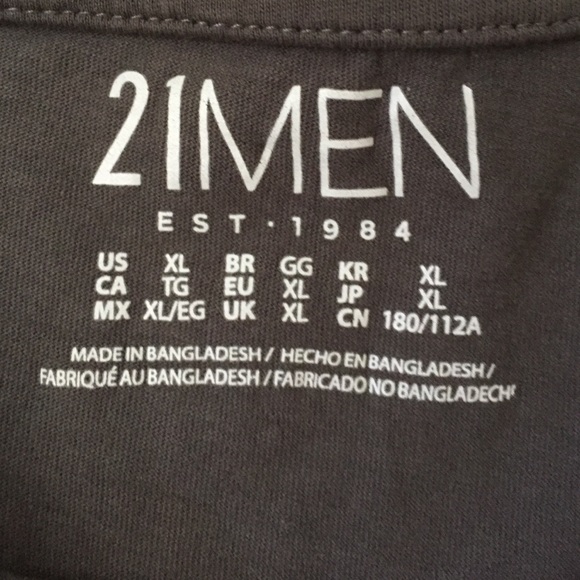 21MEN
EST·1984
US XL BR GG KR XL
CA TG EU XL JP XL
MX XL/EG UK XL CN 180/112A
MADE IN BANGLADESH / HECHO EN BANGLADESH /
FABRIQUÉ AU BANGLADESH / FABRICADO NO